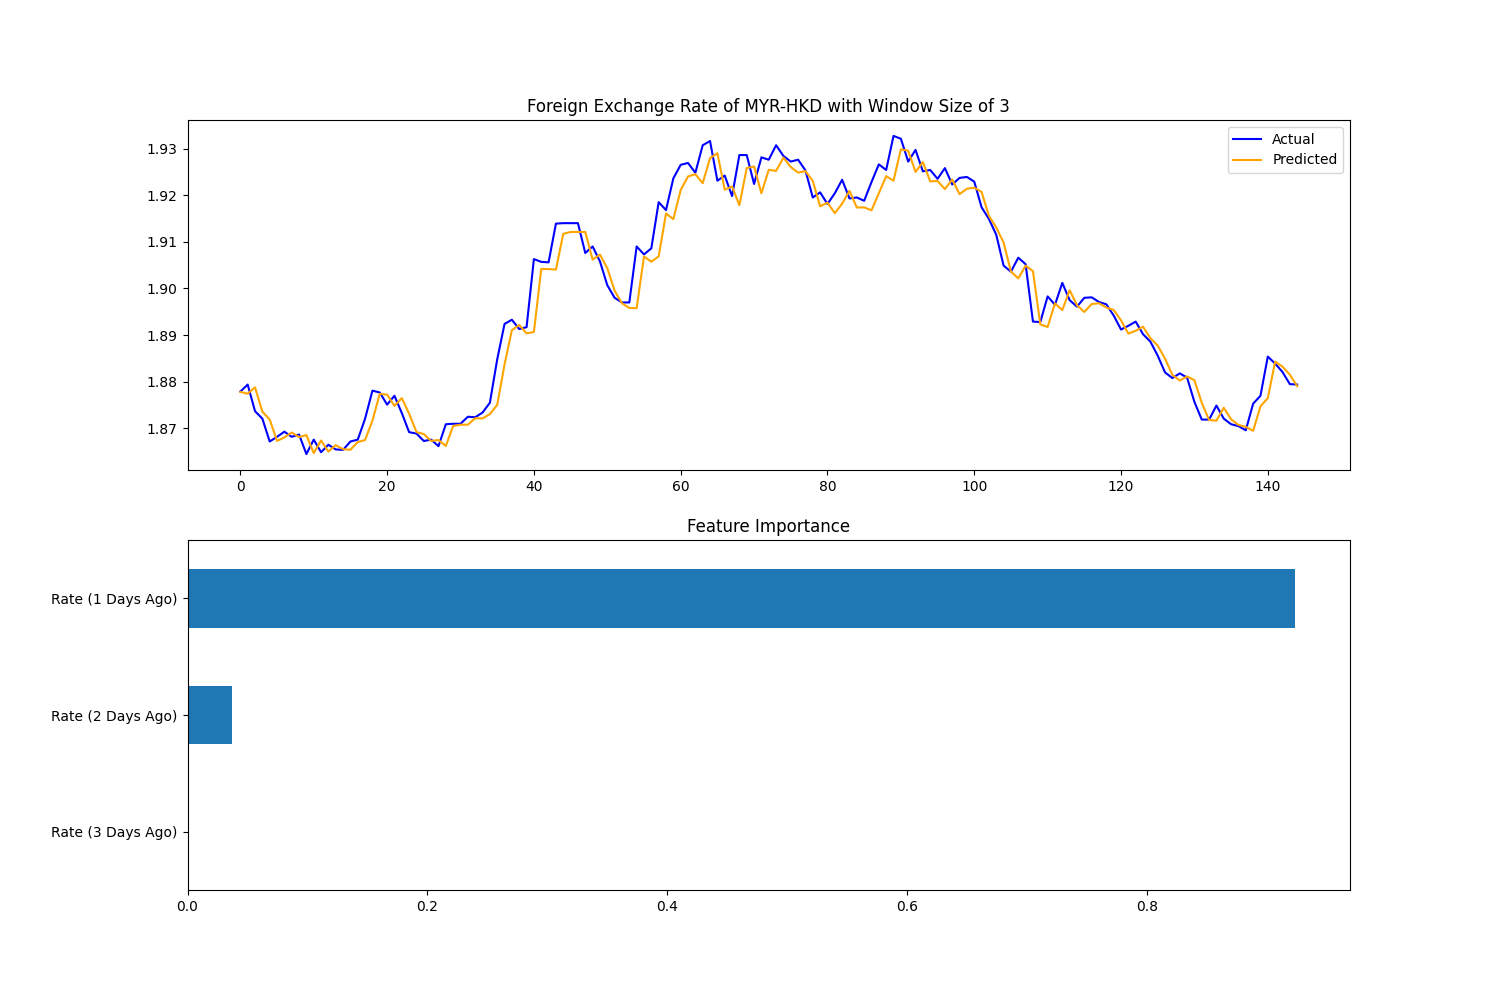 Foreign Exchange Rate of MYR-HKD with Window Size of 3
Actual
Predicted
1.93
1.92
1.91
1.90
1.89
1.88
1.87
0 20 40 60 80 100 120 140
Feature Importance
Rate (1 Days Ago)
Rate (2 Days Ago)
Rate (3 Days Ago)
0.0 0.2 0.4 0.6 0.8